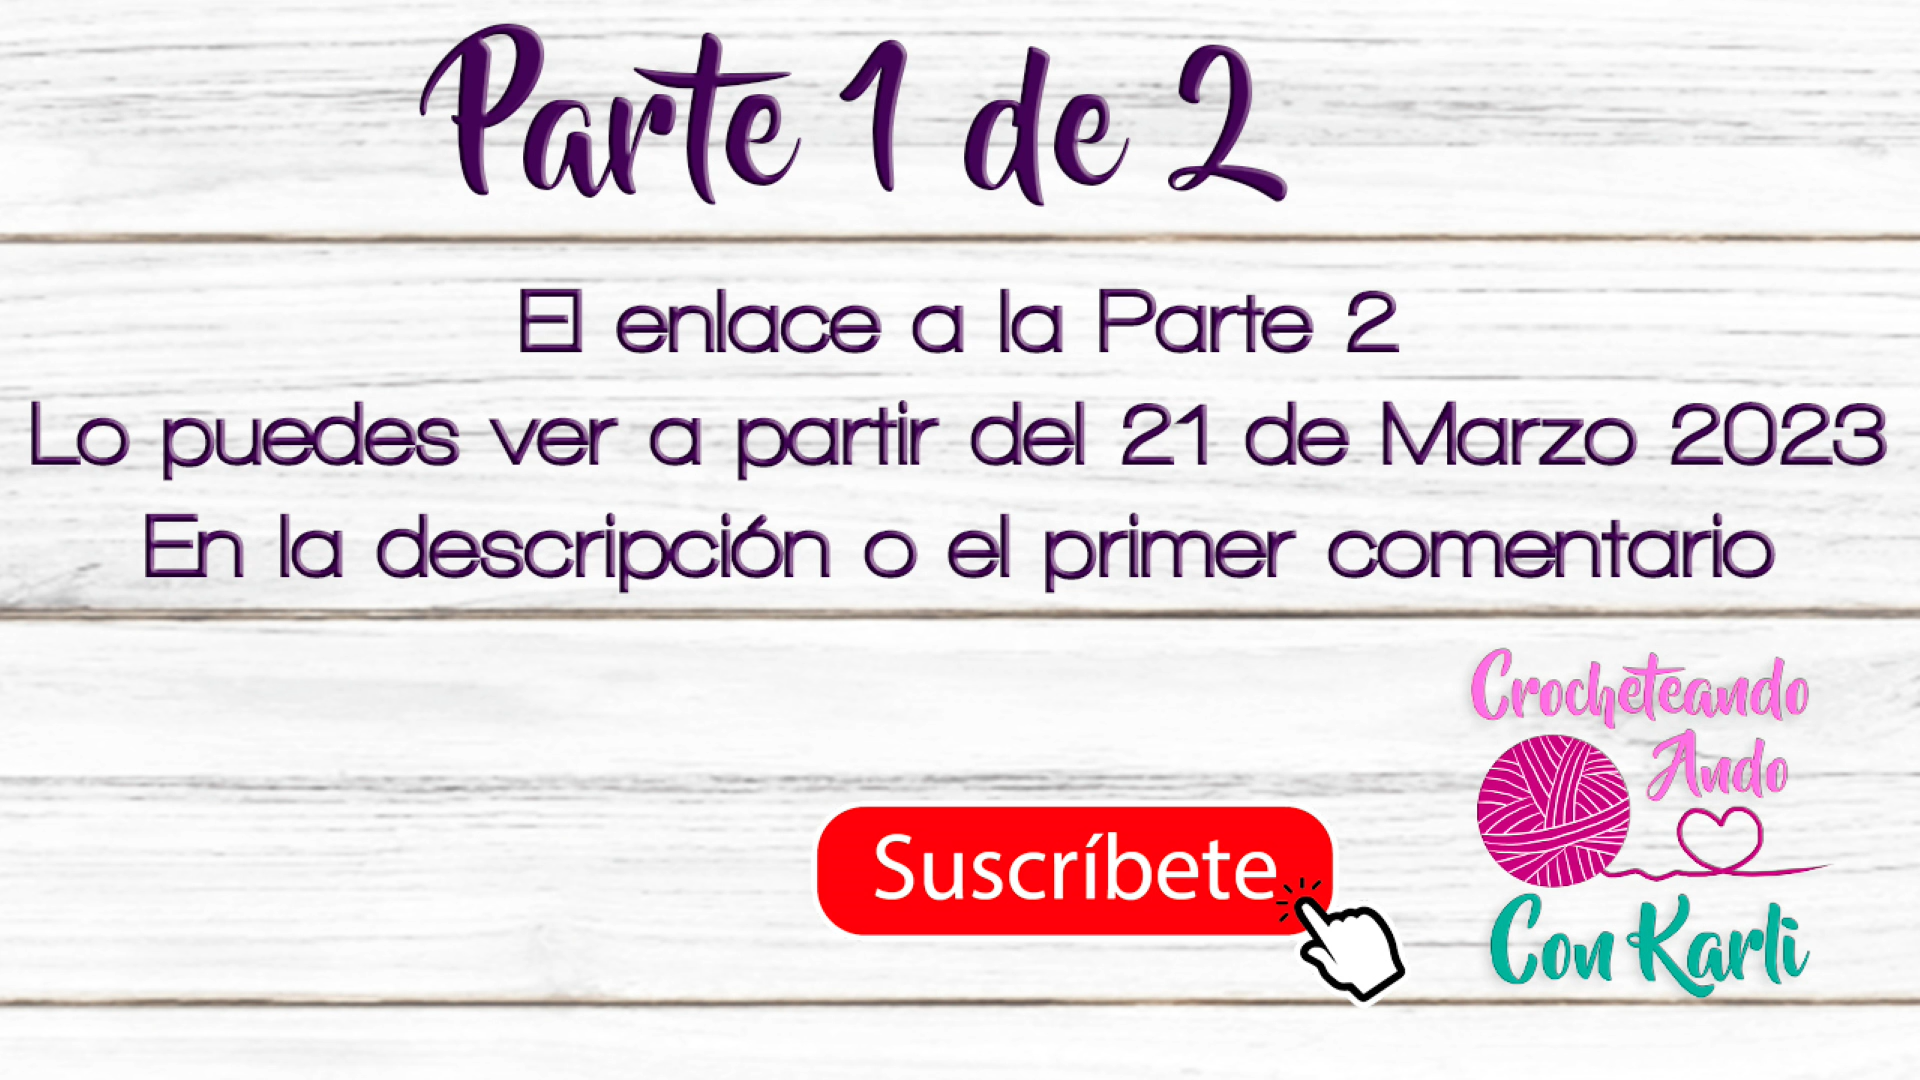 Parte 1 de 2
El enlace a la Parte 2
Lo puedes ver a partir del 21 de Marzo 2023
En la descripción o el primer comentario
Suscríbete
Crocheteando
Ando
Con Karli